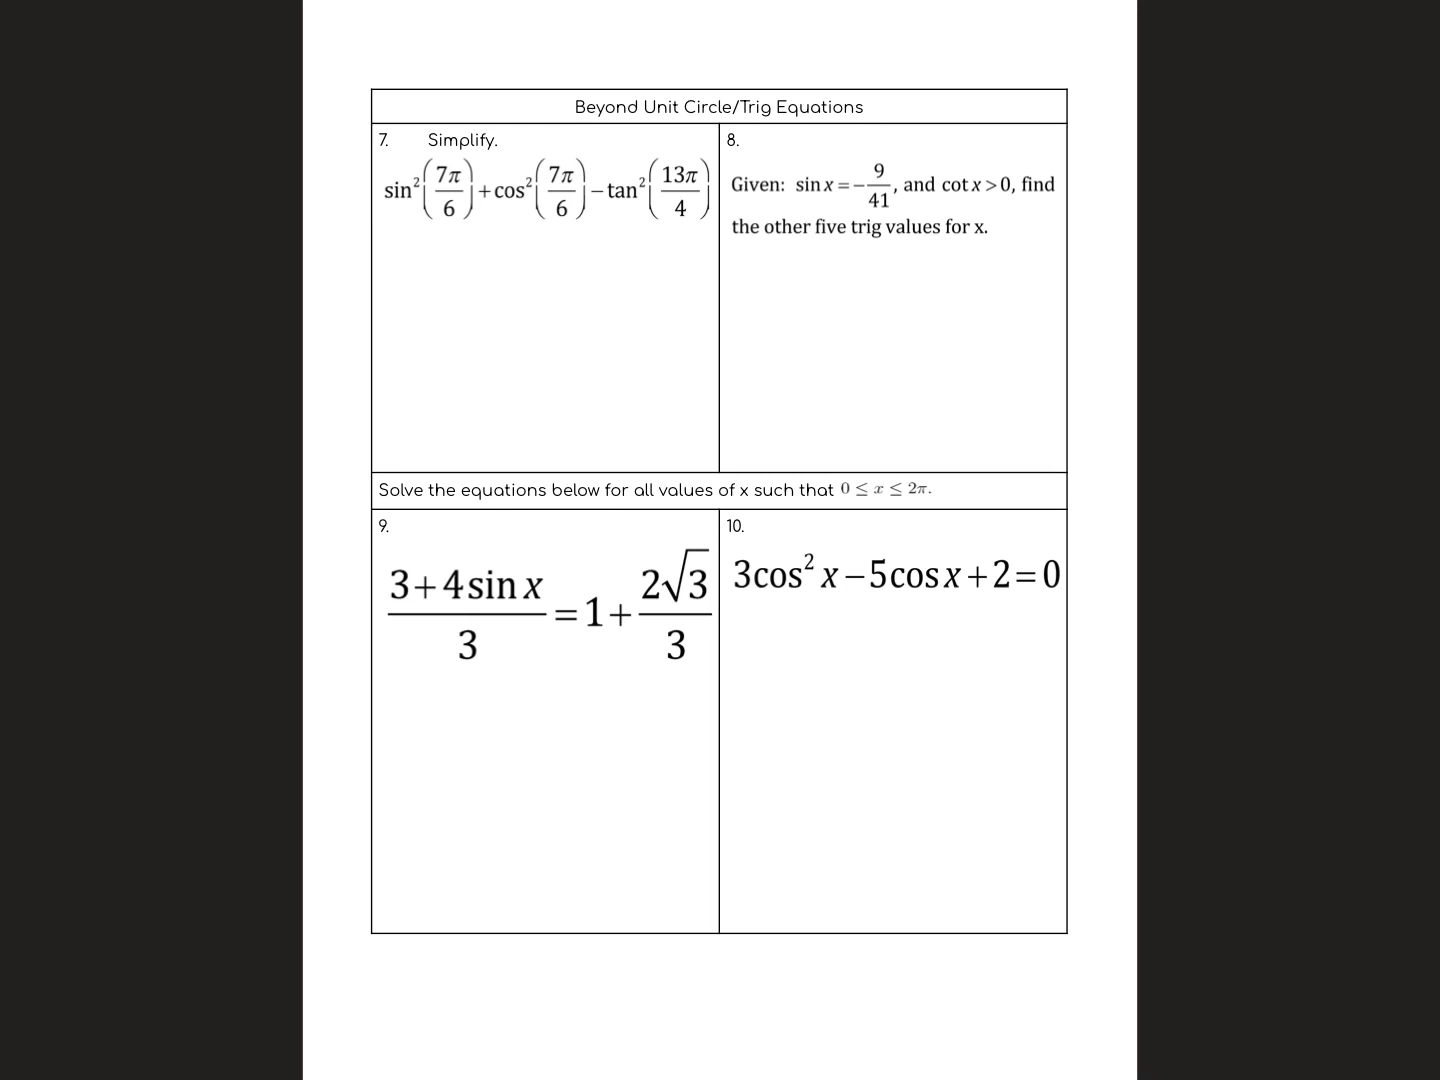 Beyond Unit Circle/Trig Equations
7. Simplify.
sin²(7π/6) + cos²(7π/6) − tan²(13π/4)
8.
Given: sin x = −9/41, and cot x > 0, find
the other five trig values for x.
Solve the equations below for all values of x such that 0 ≤ x ≤ 2π.
9.
(3+4 sin x)/3 = 1 + 2√3/3
10.
3cos² x − 5cos x + 2 = 0